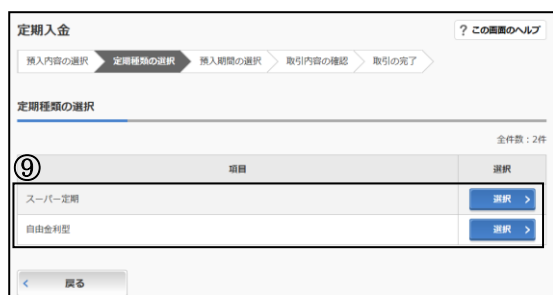 定期入金
? この画面のヘルプ
預入内容の選択 定期種類の選択 預入期間の選択 取引内容の確認 取引の完了
定期種類の選択
全件数：2件
⑨
項目 選択
スーパー定期 選択 >
自由金利型 選択 >
< 戻る